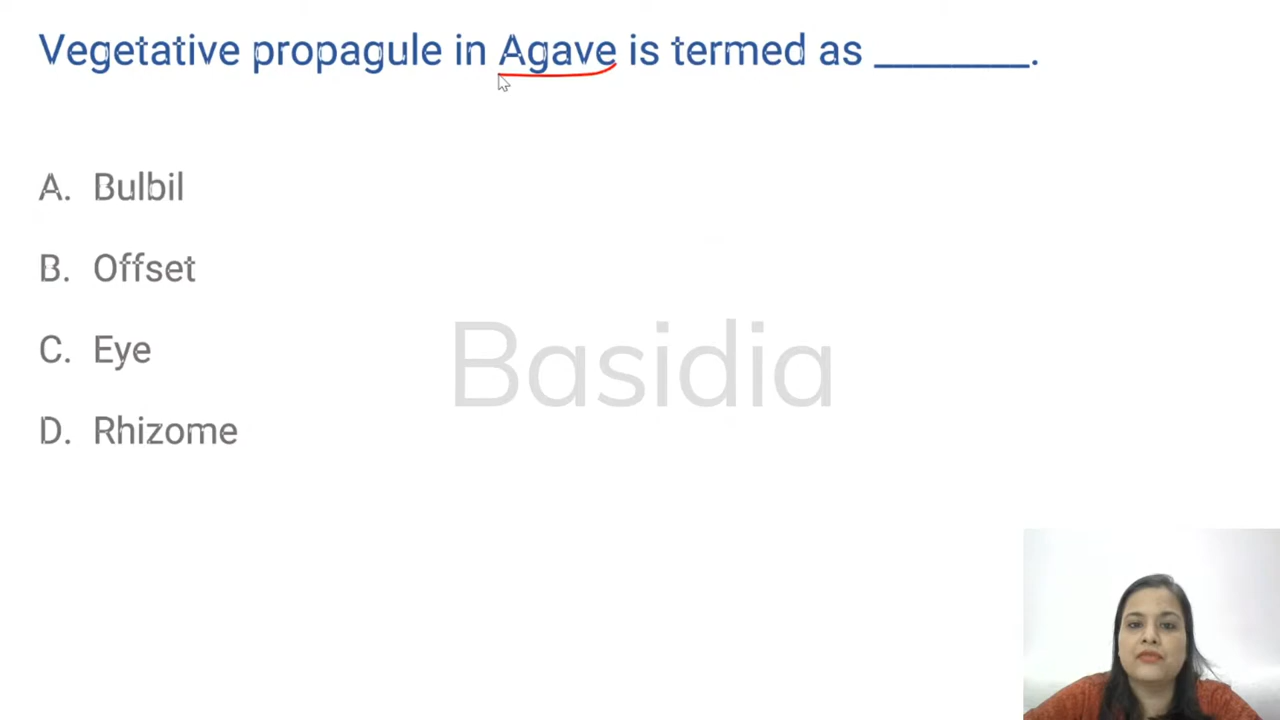 Vegetative propagule in Agave is termed as ________.
A. Bulbil
B. Offset
C. Eye
D. Rhizome
Basidia